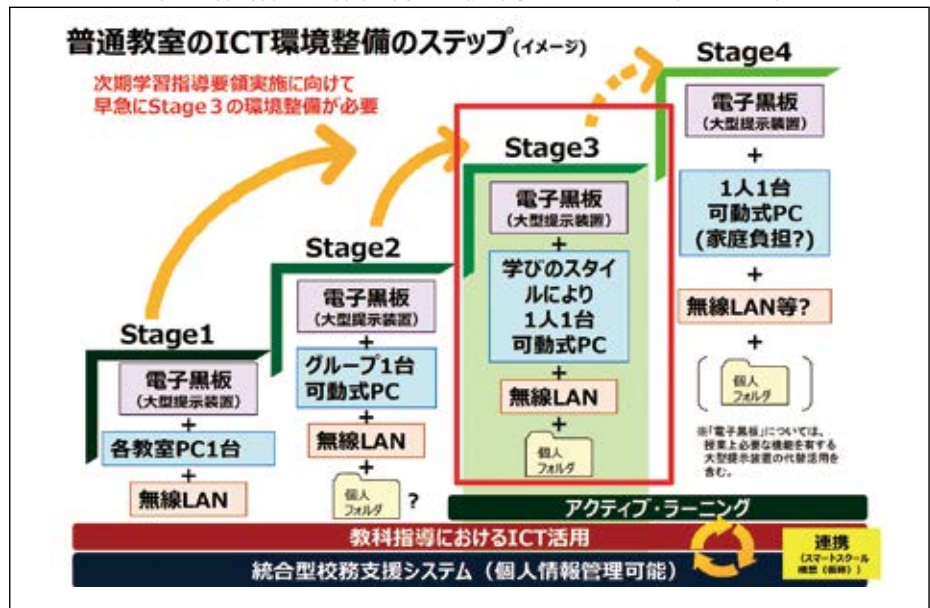 普通教室のICT環境整備のステップ(イメージ)
次期学習指導要領実施に向けて
早急にStage3の環境整備が必要
Stage1
電子黒板
(大型提示装置)
+
各教室PC1台
+
無線LAN
Stage2
電子黒板
(大型提示装置)
+
グループ1台
可動式PC
+
無線LAN
+
個人
フォルダ
?
Stage3
電子黒板
(大型提示装置)
+
学びのスタイ
ルにより
1人1台
可動式PC
+
無線LAN
+
個人
フォルダ
Stage4
電子黒板
(大型提示装置)
+
1人1台
可動式PC
(家庭負担?)
+
無線LAN等?
+
個人
フォルダ
※「電子黒板」については、
授業上必要な機能を有する
大型提示装置の代替活用を
含む。
アクティブ・ラーニング
教科指導におけるICT活用
統合型校務支援システム(個人情報管理可能)
連携
(スマートスクール
構想(仮称))